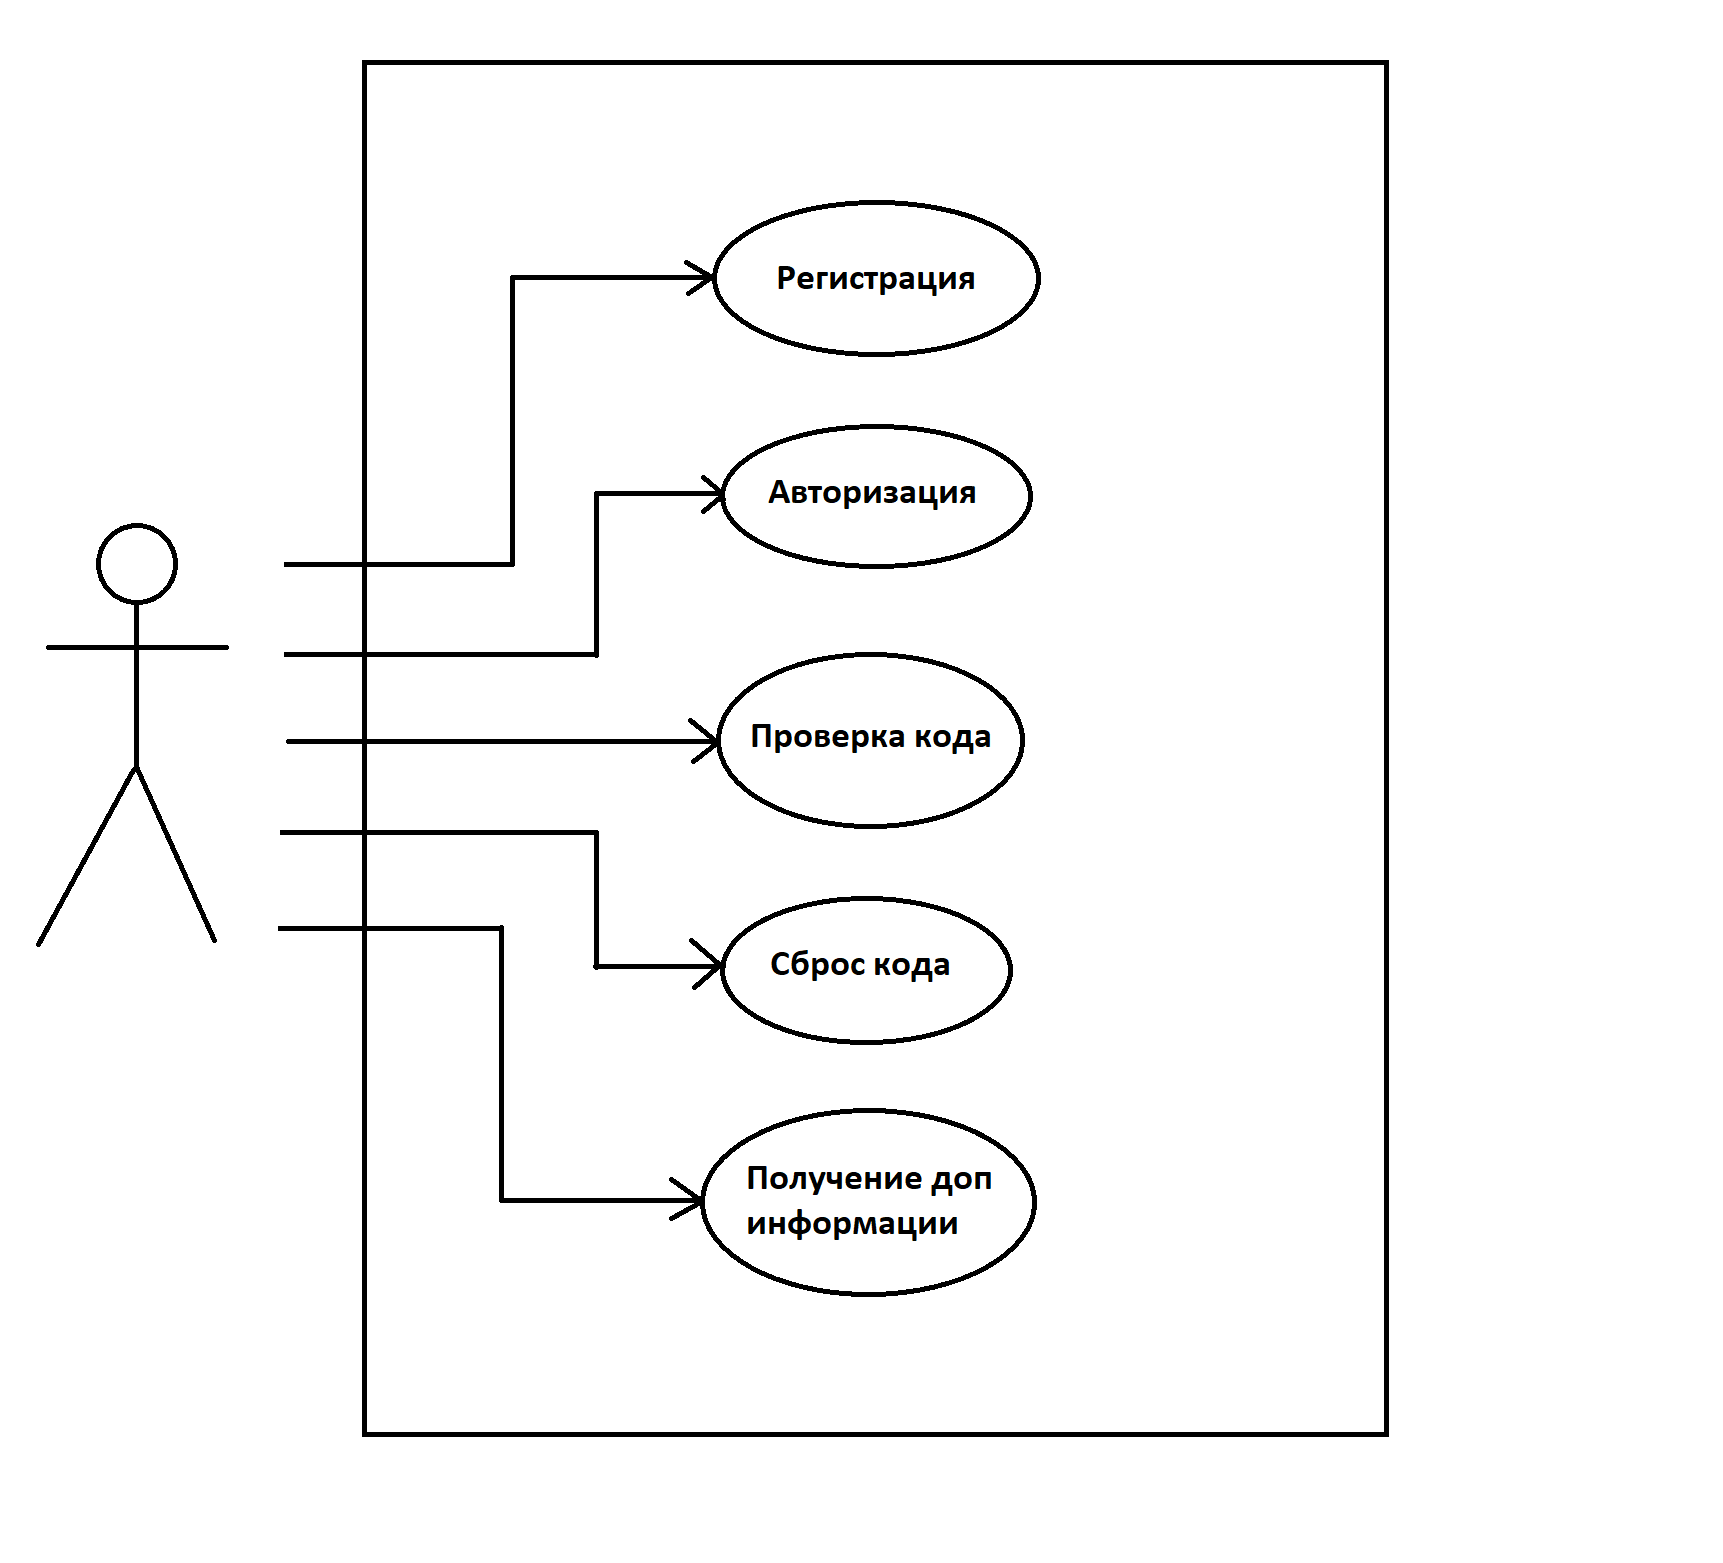 Регистрация
Авторизация
Проверка кода
Сброс кода
Получение доп
информации